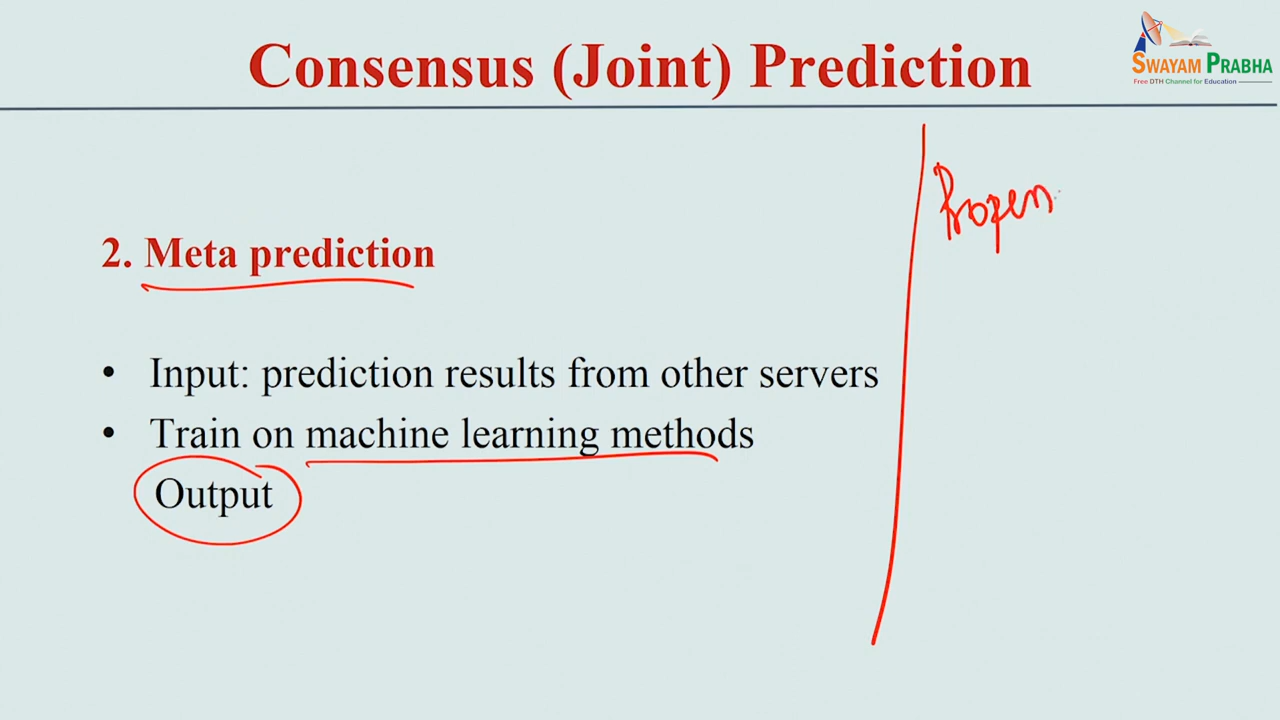 Consensus (Joint) Prediction
SWAYAM PRABHA
Free DTH Channel for Education
2. Meta prediction
• Input: prediction results from other servers
• Train on machine learning methods
Output
Propen